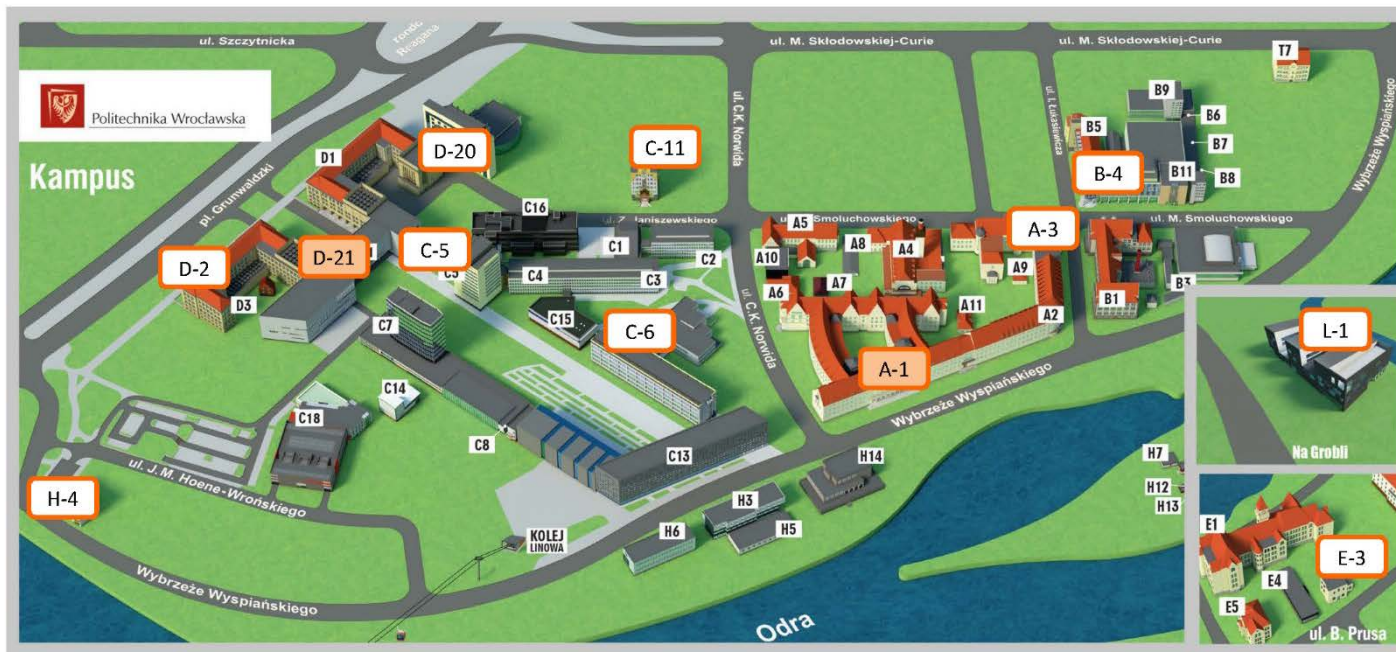 ul. Szczytnicka
rondo
Reagana
ul. M. Skłodowskiej-Curie
ul. M. Skłodowskiej-Curie
T7
Politechnika Wrocławska
Kampus
pl. Grunwaldzki
D1
D-20
C-11
ul. C.K. Norwida
ul. I. Łukasiewicza
B9
B6
B5
B7
B-4
B11
B8
Wybrzeże Wyspiańskiego
C16
Janiszewskiego
ul. M. Smoluchowskiego
Smoluchowskiego
D-2
D-21
C-5
C5
C1
C2
C4
C3
A5
A10
A8
A4
A-3
A9
A6
A7
A11
A2
B1
B3
D3
C7
C15
C-6
ul. C.K. Norwida
A-1
Wybrzeże Wyspiańskiego
L-1
Na Grobli
C14
C18
C8
C13
ul. J.M. Hoene-Wrońskiego
H-4
H14
H7
H12
H13
H3
H6
H5
KOLEJ
LINOWA
Wybrzeże Wyspiańskiego
Odra
E1
E-3
E4
E5
ul. B. Prusa